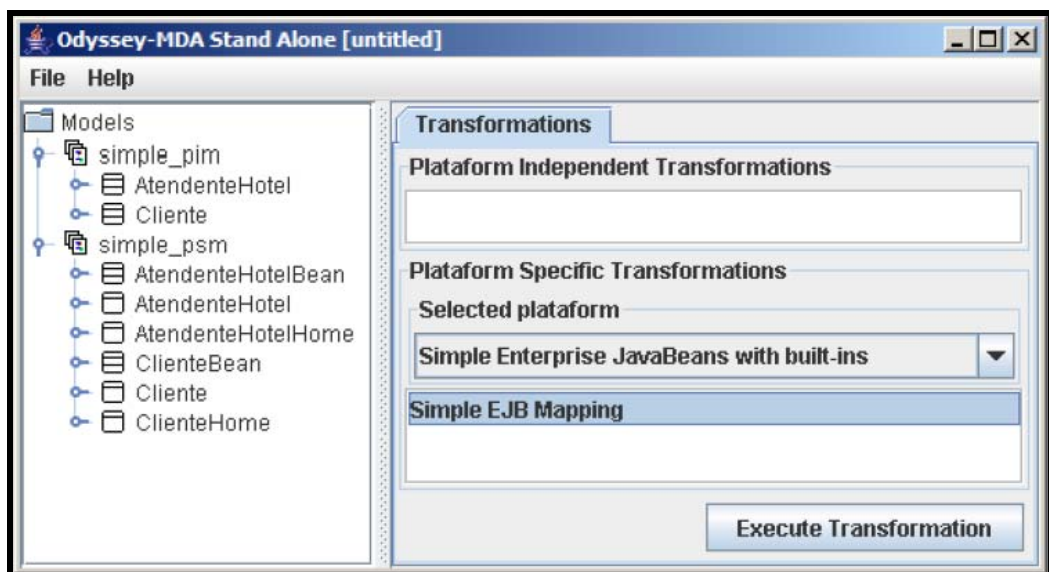 Odyssey-MDA Stand Alone [untitled]
File Help
Models
simple_pim
AtendenteHotel
Cliente
simple_psm
AtendenteHotelBean
AtendenteHotel
AtendenteHotelHome
ClienteBean
Cliente
ClienteHome
Transformations
Plataform Independent Transformations
Plataform Specific Transformations
Selected plataform
Simple Enterprise JavaBeans with built-ins
Simple EJB Mapping
Execute Transformation